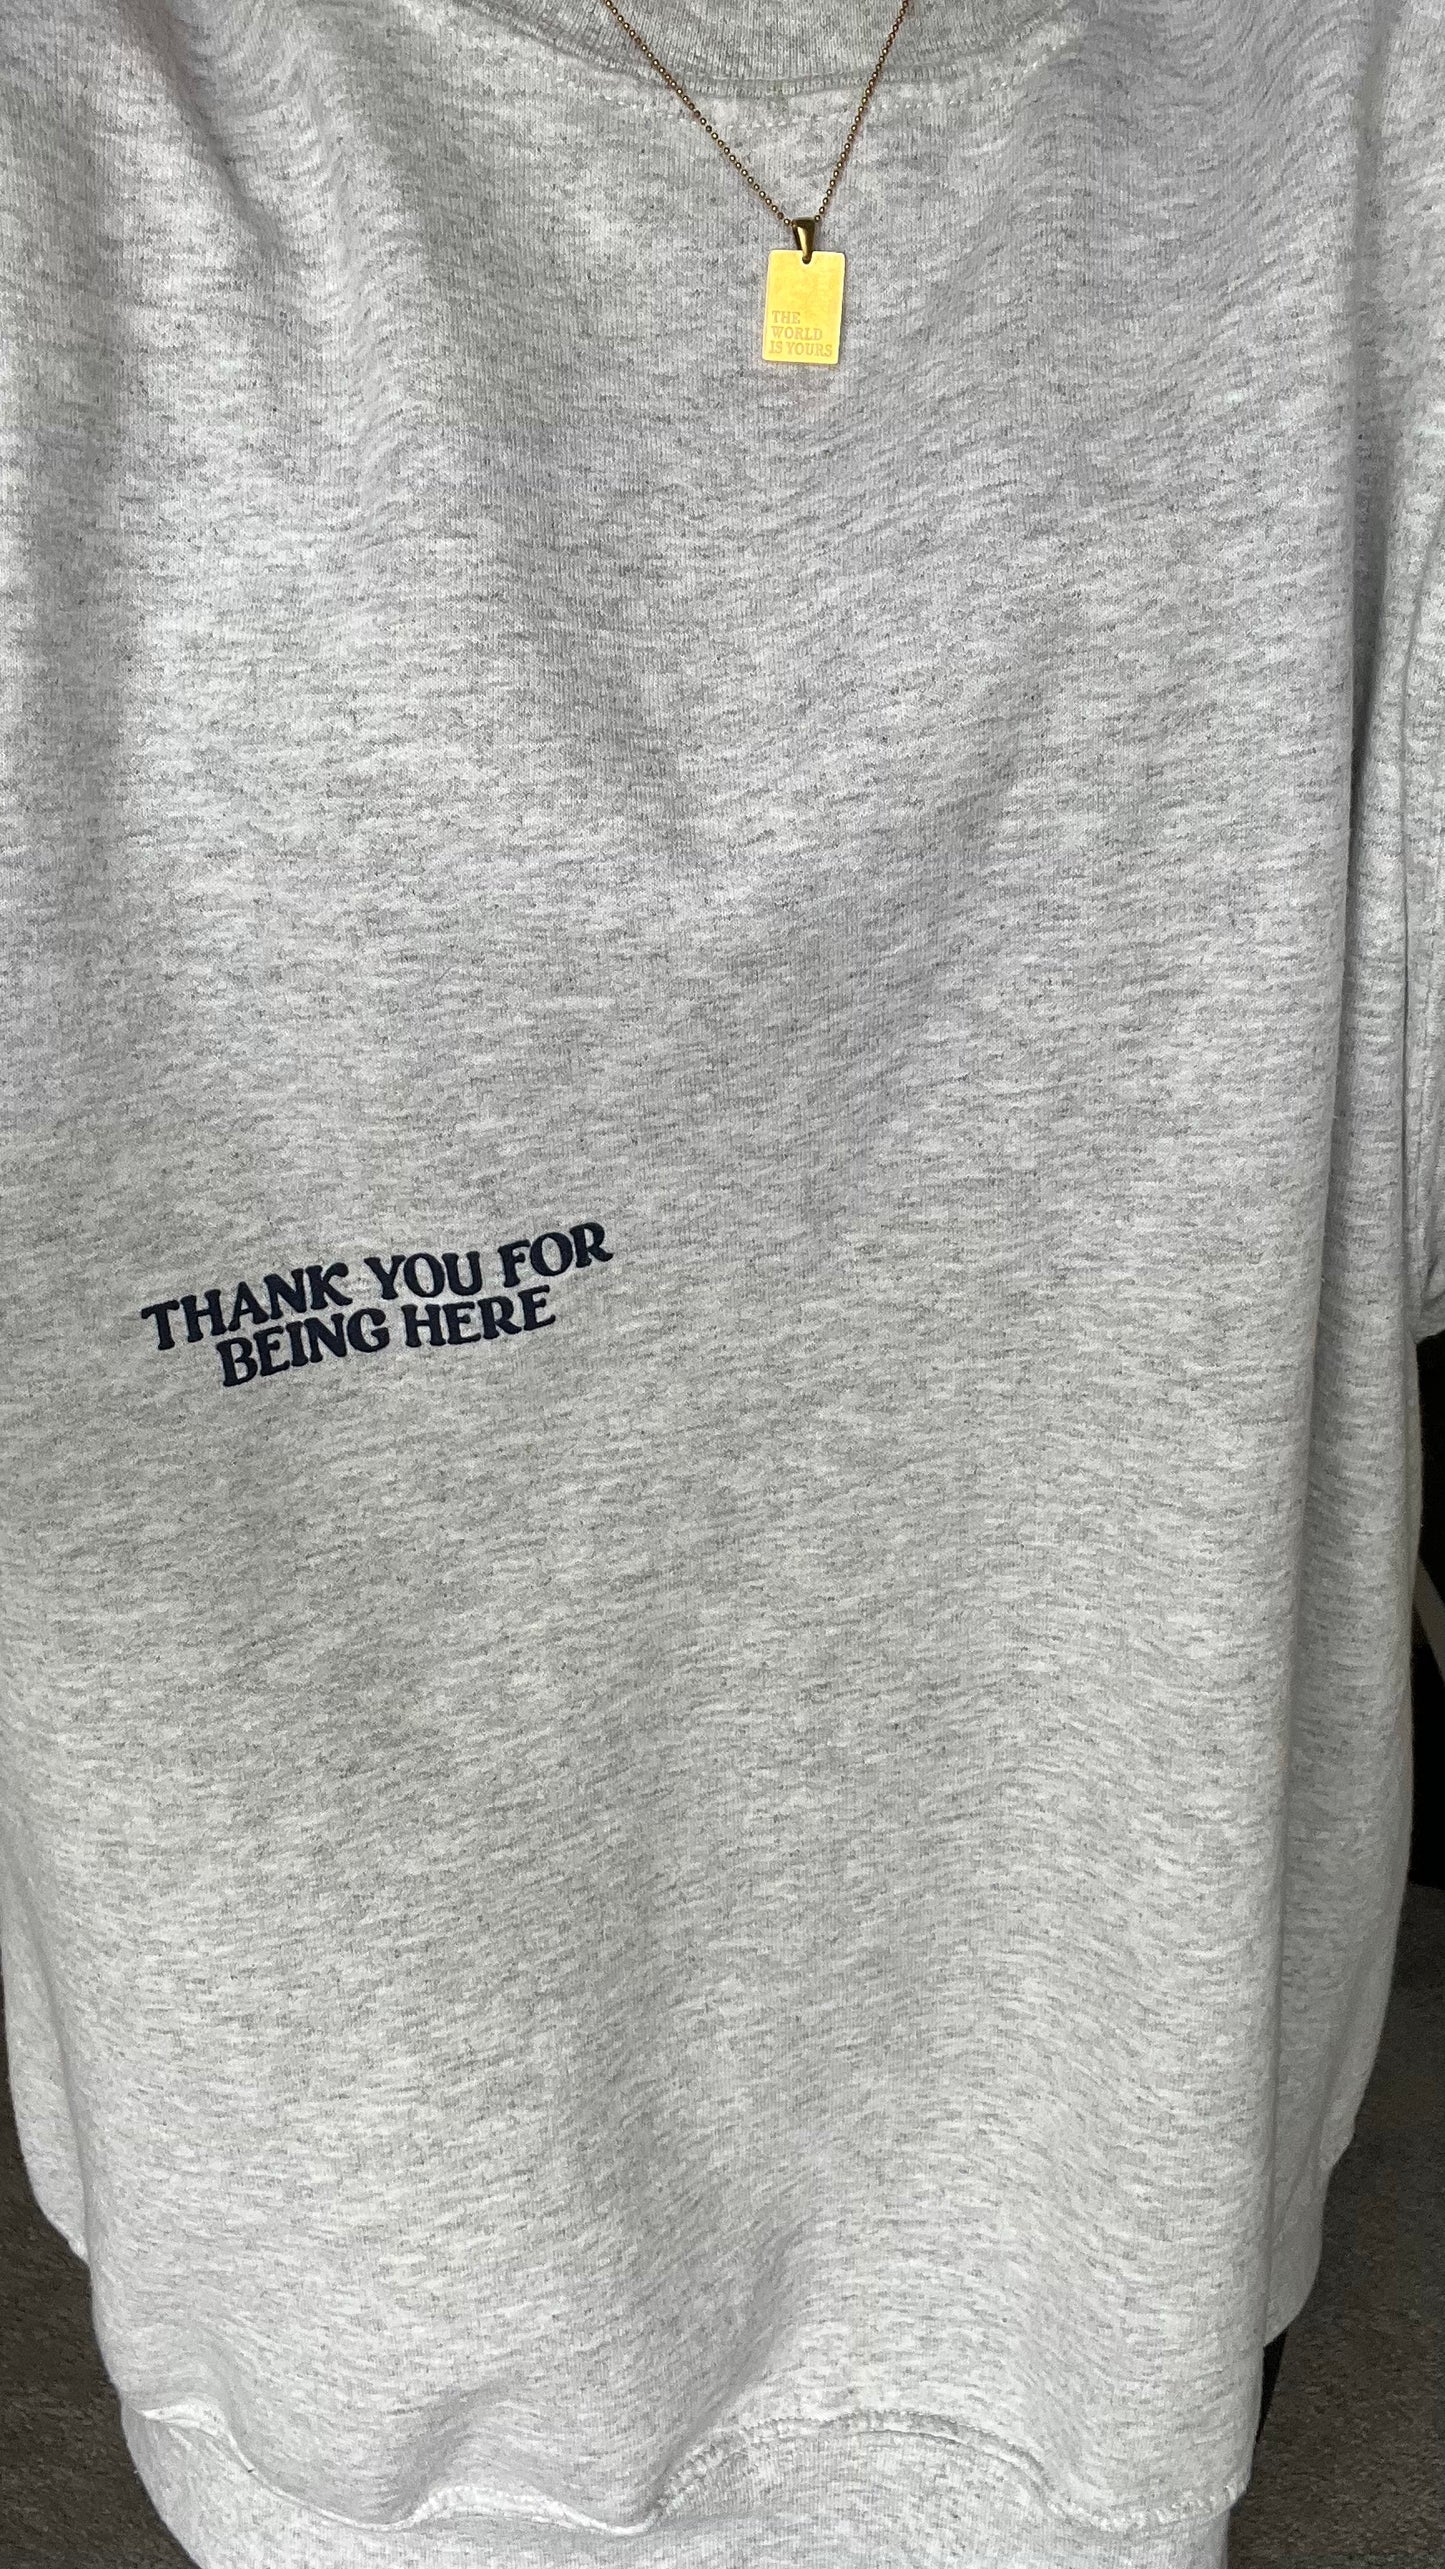 THE
WORLD
IS YOURS
THANK YOU FOR
BEING HERE